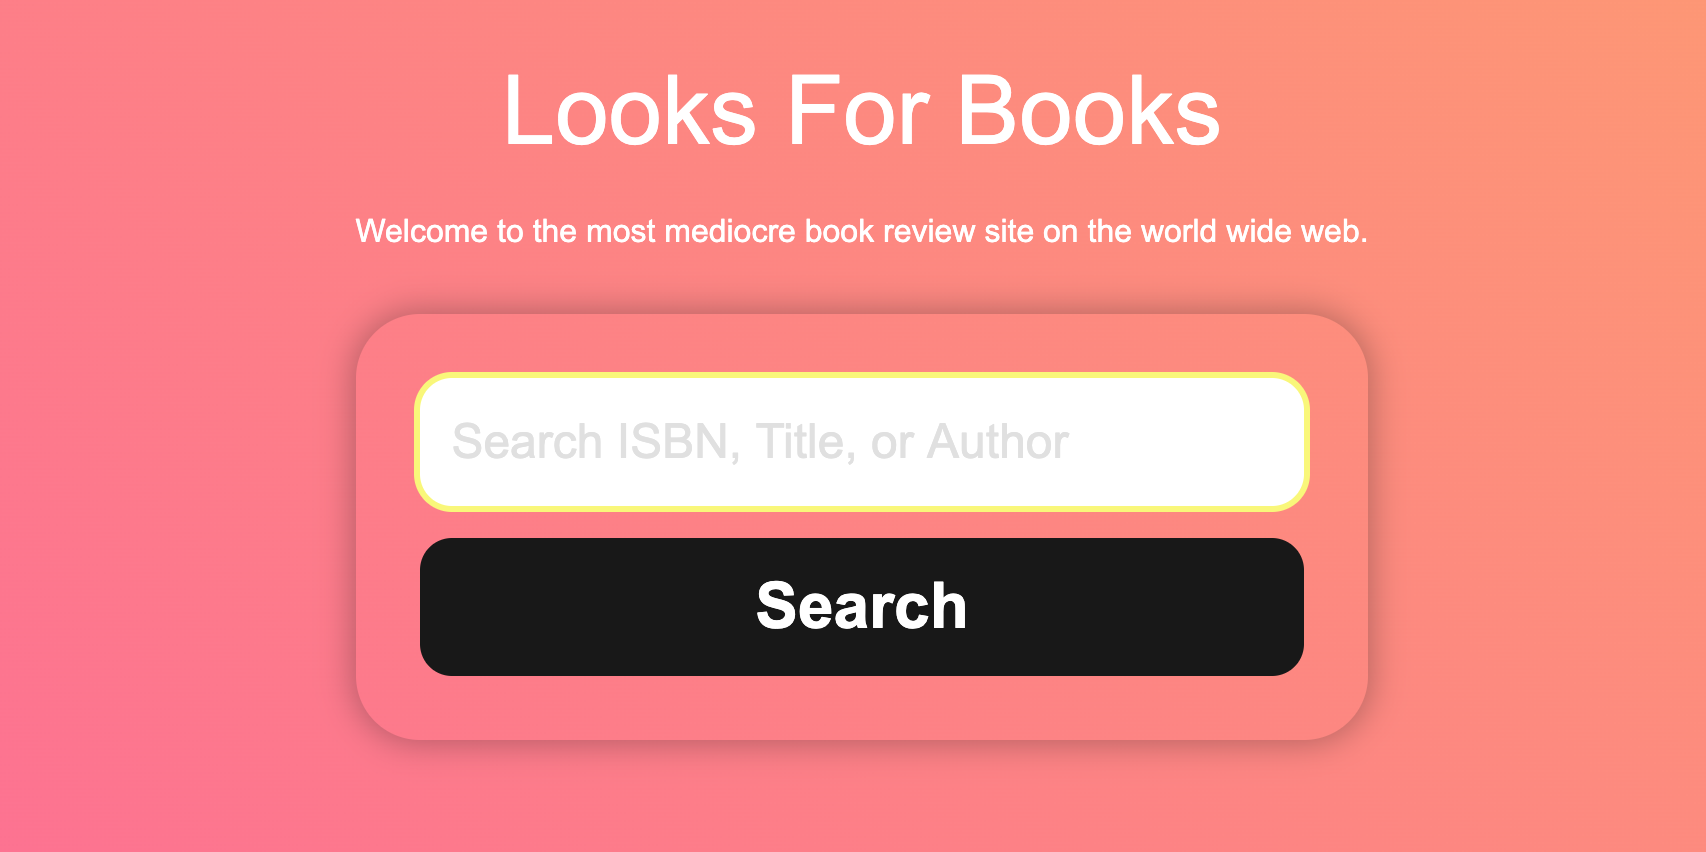 Looks For Books
Welcome to the most mediocre book review site on the world wide web.
Search ISBN, Title, or Author
Search